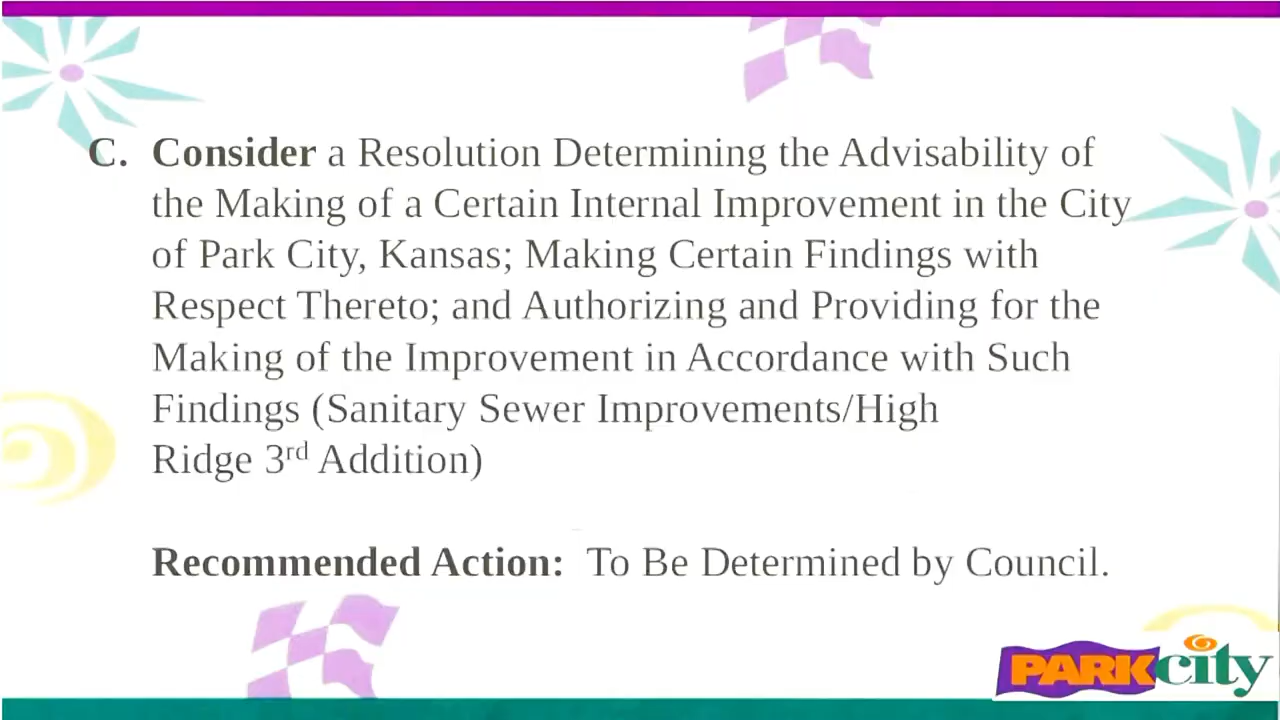 C. Consider a Resolution Determining the Advisability of
the Making of a Certain Internal Improvement in the City
of Park City, Kansas; Making Certain Findings with
Respect Thereto; and Authorizing and Providing for the
Making of the Improvement in Accordance with Such
Findings (Sanitary Sewer Improvements/High
Ridge 3rd Addition)
Recommended Action: To Be Determined by Council.
PARKcity